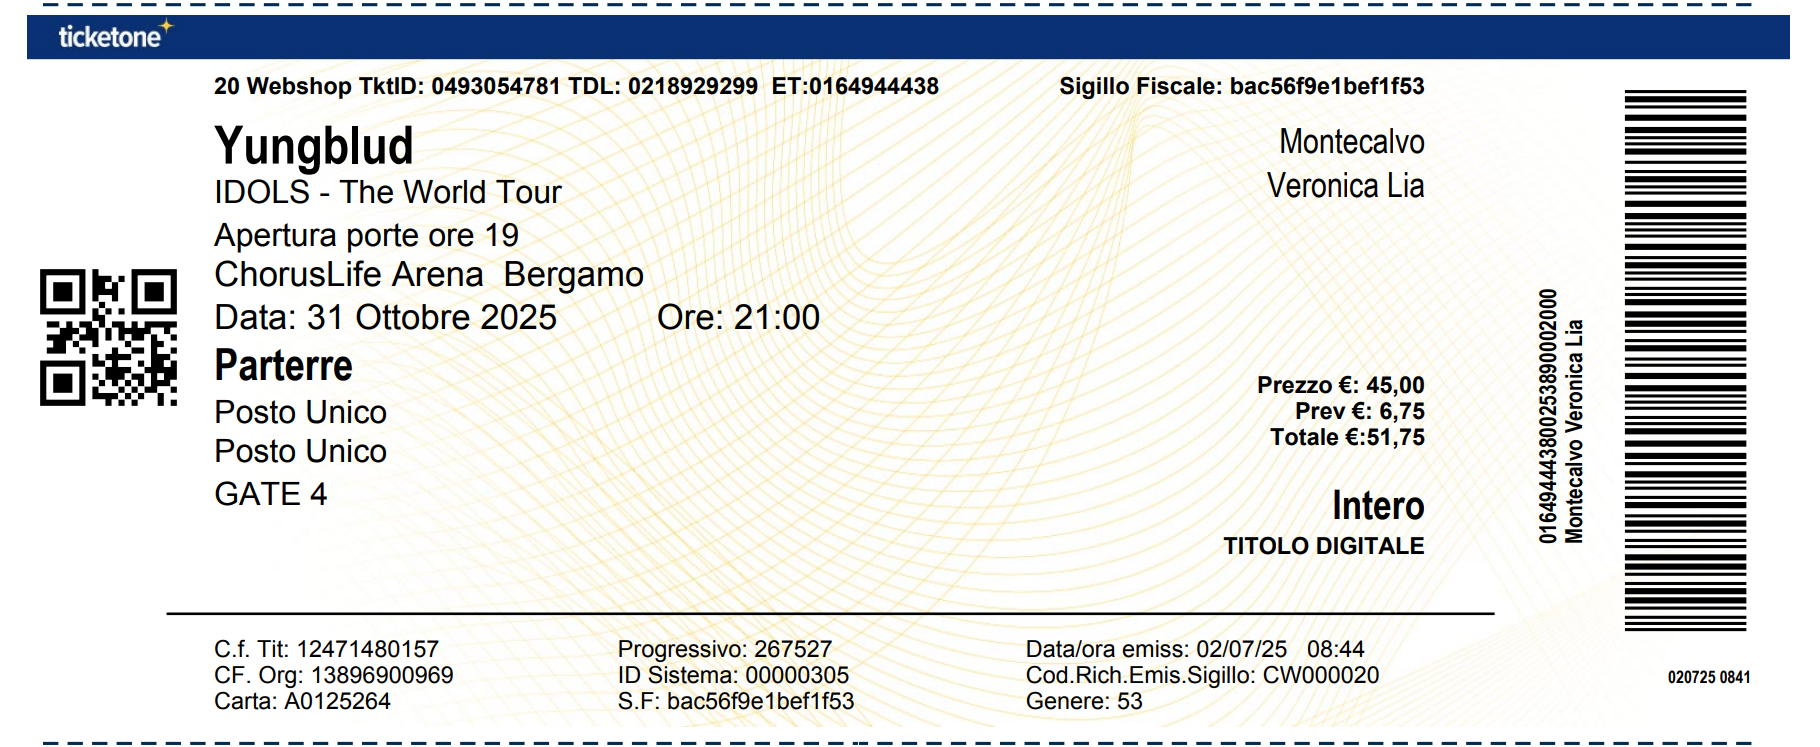 ticketone
20 Webshop TktID: 0493054781 TDL: 0218929299 ET:0164944438
Sigillo Fiscale: bac56f9e1bef1f53
Yungblud
IDOLS - The World Tour
Apertura porte ore 19
ChorusLife Arena Bergamo
Data: 31 Ottobre 2025 Ore: 21:00
Parterre
Posto Unico
Posto Unico
GATE 4
Montecalvo
Veronica Lia
Prezzo €: 45,00
Prev €: 6,75
Totale €:51,75
Intero
TITOLO DIGITALE
016494443800253890002000
Montecalvo Veronica Lia
C.f. Tit: 12471480157
CF. Org: 13896900969
Carta: A0125264
Progressivo: 267527
ID Sistema: 00000305
S.F: bac56f9e1bef1f53
Data/ora emiss: 02/07/25 08:44
Cod.Rich.Emis.Sigillo: CW000020
Genere: 53
020725 0841